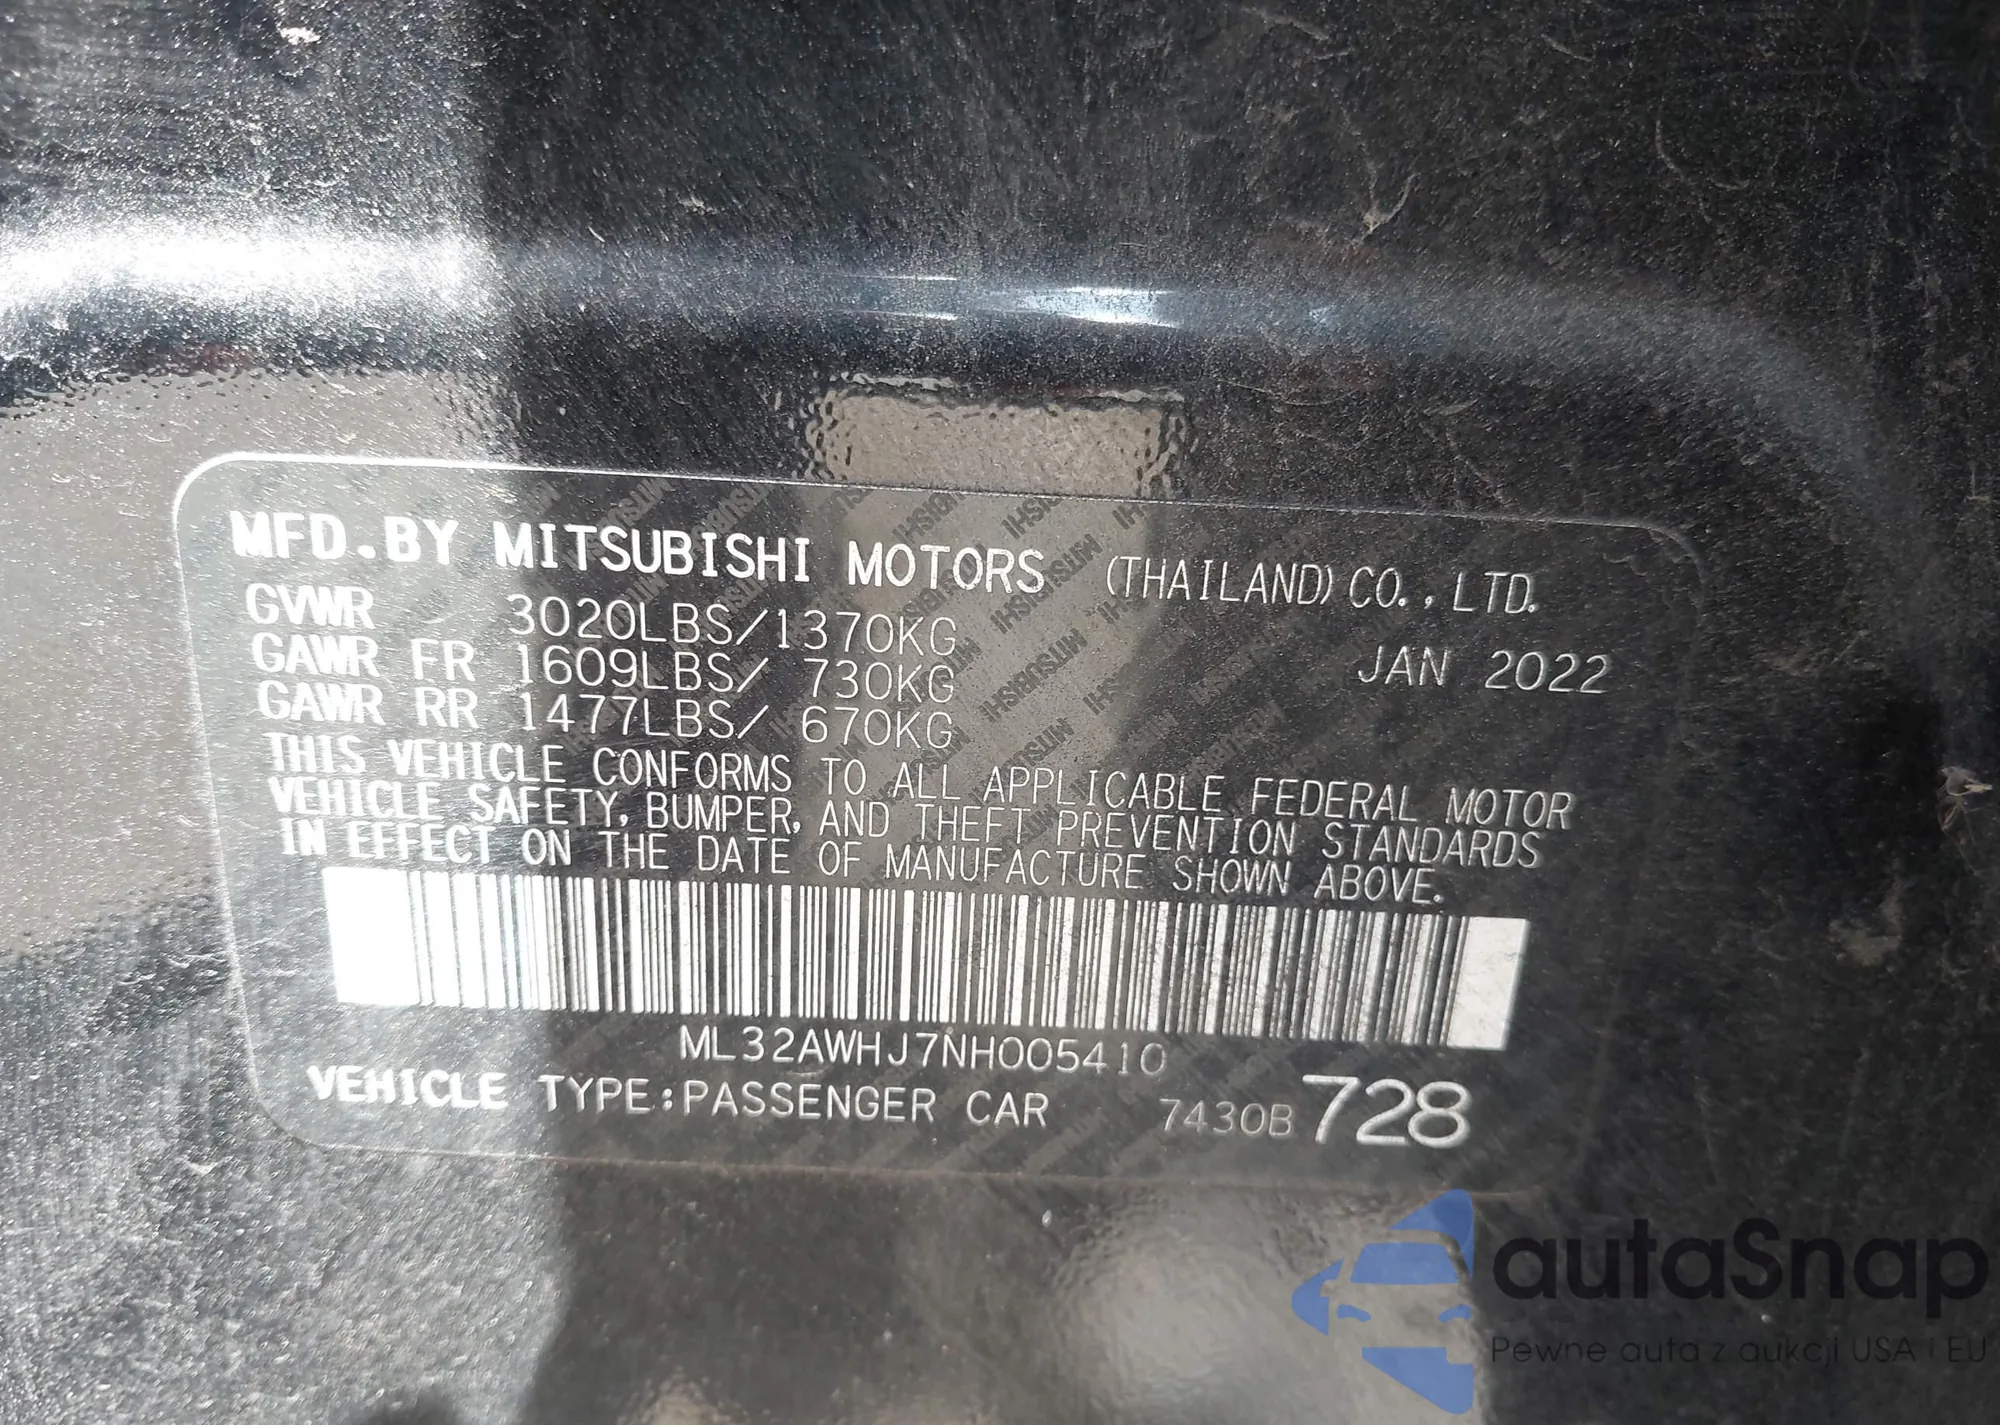 MFD.BY MITSUBISHI MOTORS (THAILAND) CO.,LTD.
GVWR 3020LBS/1370KG
GAWR FR 1609LBS/ 730KG JAN 2022
GAWR RR 1477LBS/ 670KG
THIS VEHICLE CONFORMS TO ALL APPLICABLE FEDERAL MOTOR
VEHICLE SAFETY, BUMPER, AND THEFT PREVENTION STANDARDS
IN EFFECT ON THE DATE OF MANUFACTURE SHOWN ABOVE.
ML32AWHJ7NH005410
VEHICLE TYPE:PASSENGER CAR 7430B 728
autaSnap
Pewne auta z aukcji USA i EU